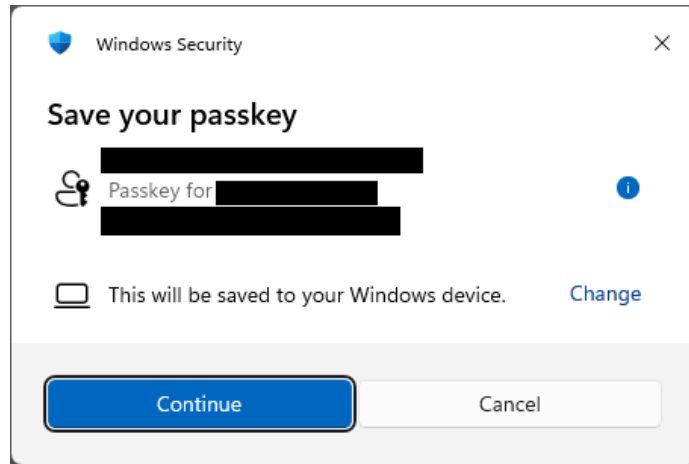 Windows Security
Save your passkey
Passkey for
This will be saved to your Windows device. Change
Continue Cancel